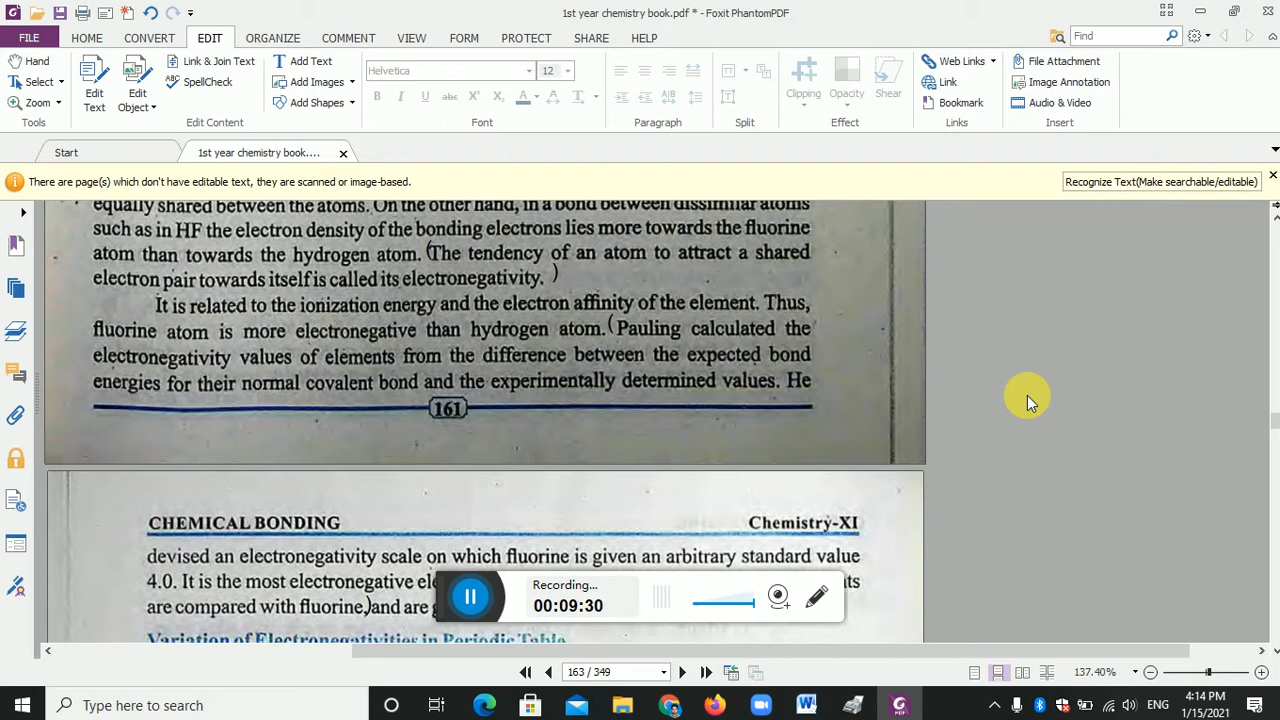 1st year chemistry book.pdf * - Foxit PhantomPDF
FILE HOME CONVERT EDIT ORGANIZE COMMENT VIEW FORM PROTECT SHARE HELP Find
Hand Link & Join Text Add Text Helvetica 12 Web Links File Attachment
Select SpellCheck Add Images Link Image Annotation
Zoom Edit Text Edit Object Add Shapes Clipping Opacity Shear Bookmark Audio & Video
Tools Edit Content Font Paragraph Split Effect Links Insert
Start 1st year chemistry book....
There are page(s) which don't have editable text, they are scanned or image-based. Recognize Text(Make searchable/editable)
equally shared between the atoms. On the other hand, in a bond between dissimilar atoms
such as in HF the electron density of the bonding electrons lies more towards the fluorine
atom than towards the hydrogen atom. (The tendency of an atom to attract a shared
electron pair towards itself is called its electronegativity. )
It is related to the ionization energy and the electron affinity of the element. Thus,
fluorine atom is more electronegative than hydrogen atom. (Pauling calculated the
electronegativity values of elements from the difference between the expected bond
energies for their normal covalent bond and the experimentally determined values. He
161
CHEMICAL BONDING Chemistry-XI
devised an electronegativity scale on which fluorine is given an arbitrary standard value
4.0. It is the most electronegative
are compared with fluorine,)and are
Variation of Electronegativities in Periodic Table
Recording...
00:09:30
163 / 349 137.40%
Type here to search ENG 4:14 PM
1/15/2021